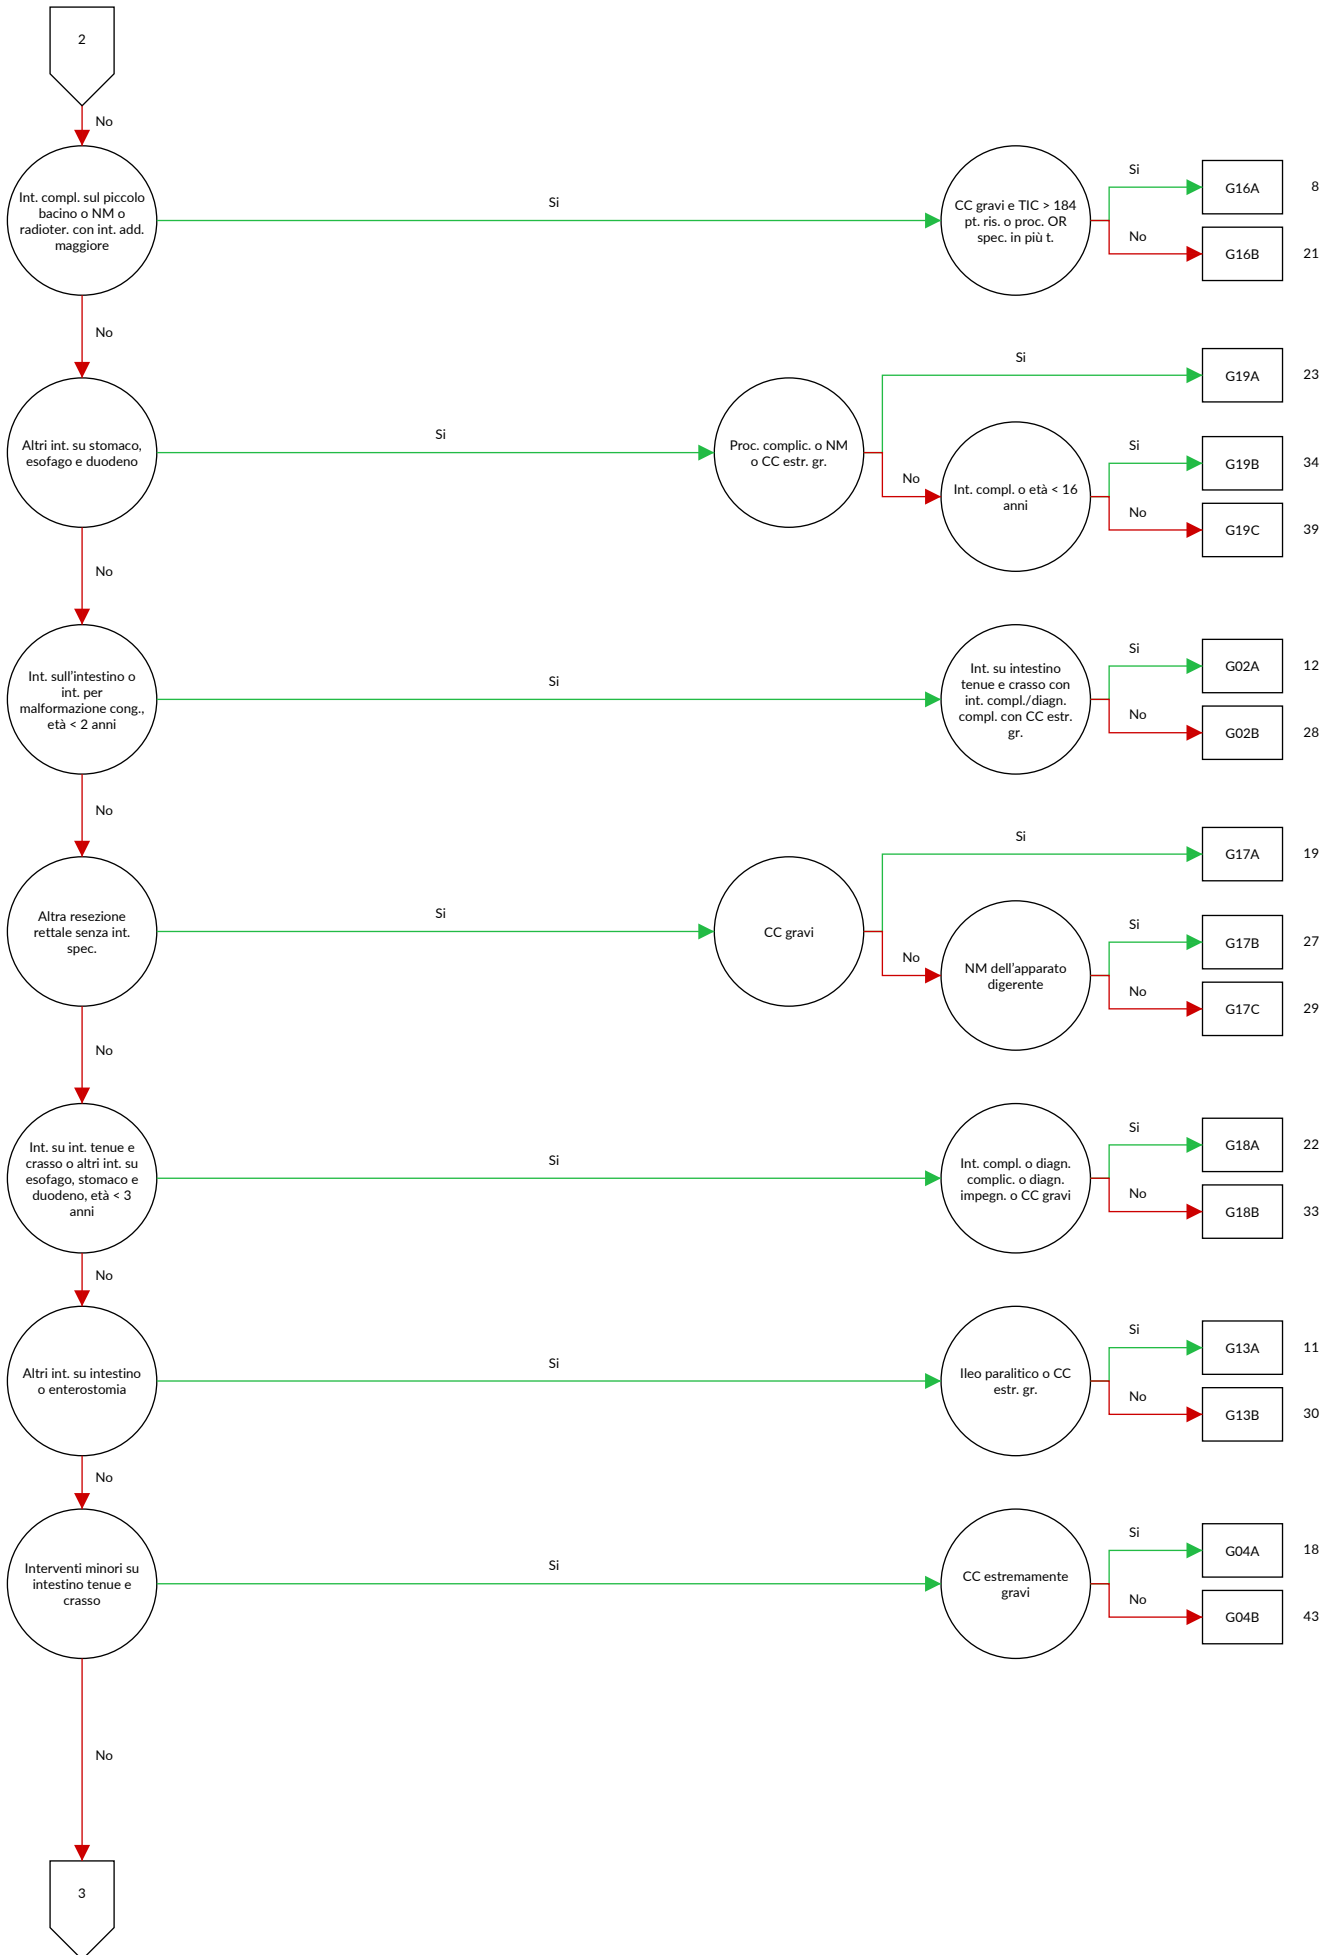 2
No
Int. compl. sul piccolo
bacino o NM o
radioter. con int. add.
maggiore
Si
CC gravi e TIC > 184
pt. ris. o proc. OR
spec. in più t.
Si
G16A
8
No
G16B
21
No
Altri int. su stomaco,
esofago e duodeno
Si
Proc. complic. o NM
o CC estr. gr.
Si
G19A
23
No
Int. compl. o età < 16
anni
Si
G19B
34
No
G19C
39
No
Int. sull'intestino o
int. per
malformazione cong.,
età < 2 anni
Si
Int. su intestino
tenue e crasso con
int. compl./diagn.
compl. con CC estr.
gr.
Si
G02A
12
No
G02B
28
No
Altra resezione
rettale senza int.
spec.
Si
CC gravi
Si
G17A
19
No
NM dell'apparato
digerente
Si
G17B
27
No
G17C
29
No
Int. su int. tenue e
crasso o altri int. su
esofago, stomaco e
duodeno, età < 3
anni
Si
Int. compl. o diagn.
complic. o diagn.
impegn. o CC gravi
Si
G18A
22
No
G18B
33
No
Altri int. su intestino
o enterostomia
Si
Ileo paralitico o CC
estr. gr.
Si
G13A
11
No
G13B
30
No
Interventi minori su
intestino tenue e
crasso
Si
CC estremamente
gravi
Si
G04A
18
No
G04B
43
No
3